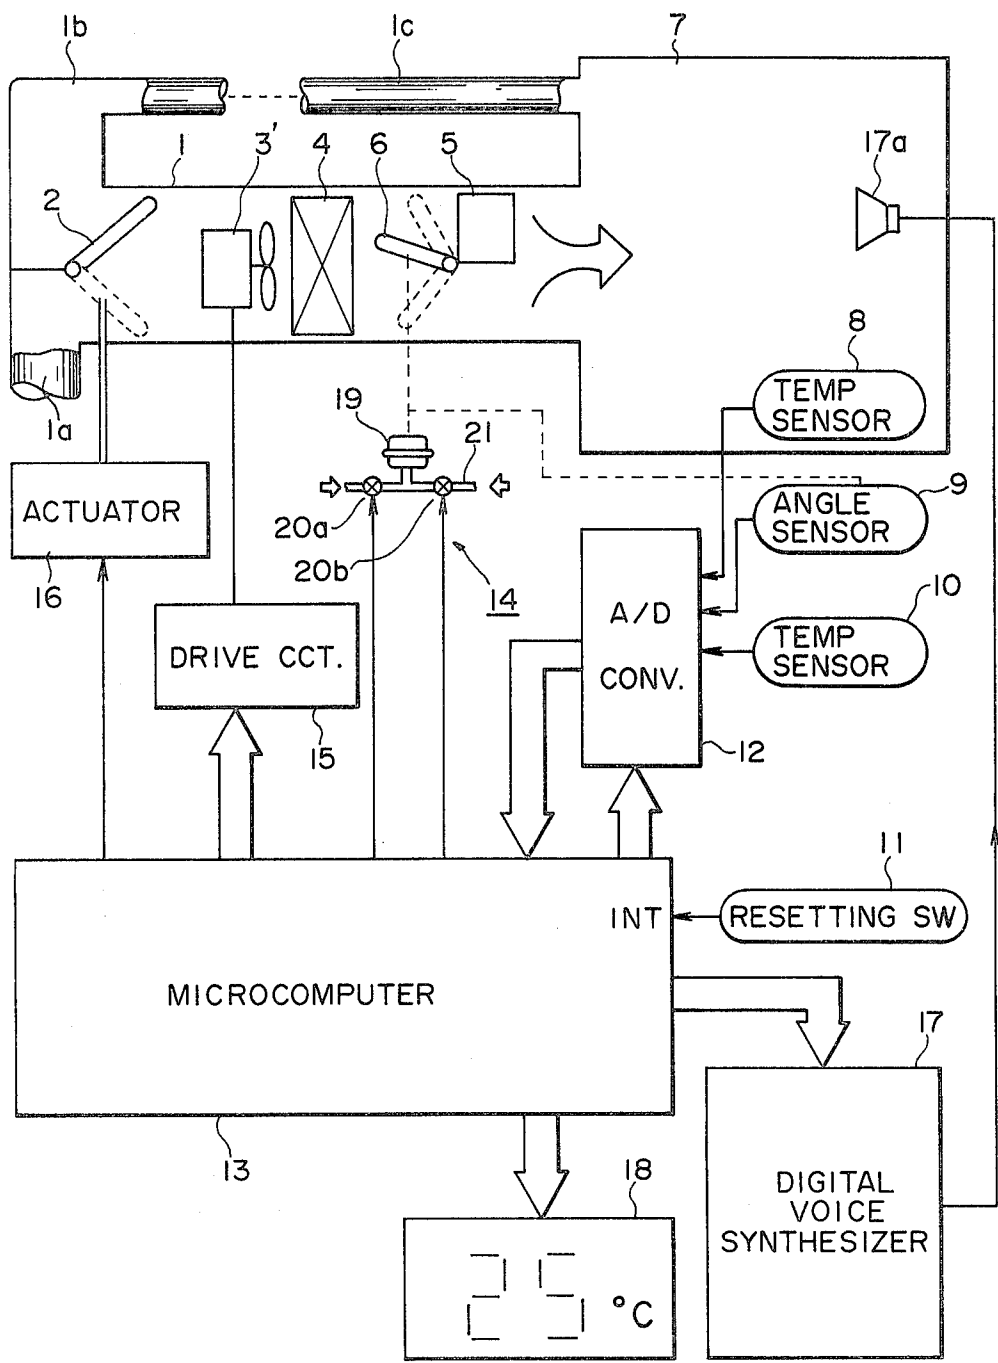 1b
1c
7
1
3'
4
6
5
17a
2
8
TEMP
SENSOR
1a
19
21
ACTUATOR
20a
ANGLE
SENSOR
9
16
20b
14
A/D
CONV.
10
TEMP
SENSOR
DRIVE CCT.
15
12
11
INT
RESETTING SW
MICROCOMPUTER
17
13
18
DIGITAL
VOICE
SYNTHESIZER
25 °C